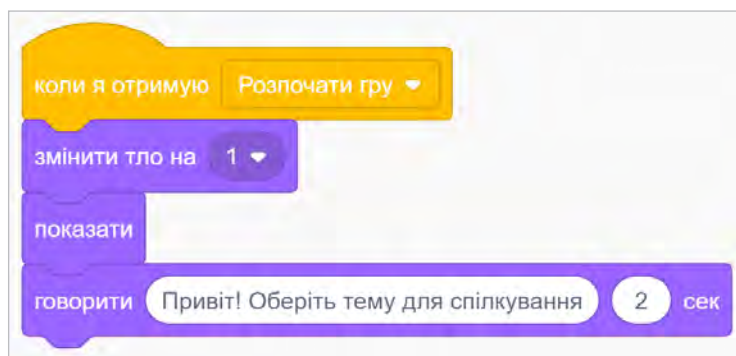 коли я отримую Розпочати гру
змінити тло на 1
показати
говорити Привіт! Оберіть тему для спілкування 2 сек